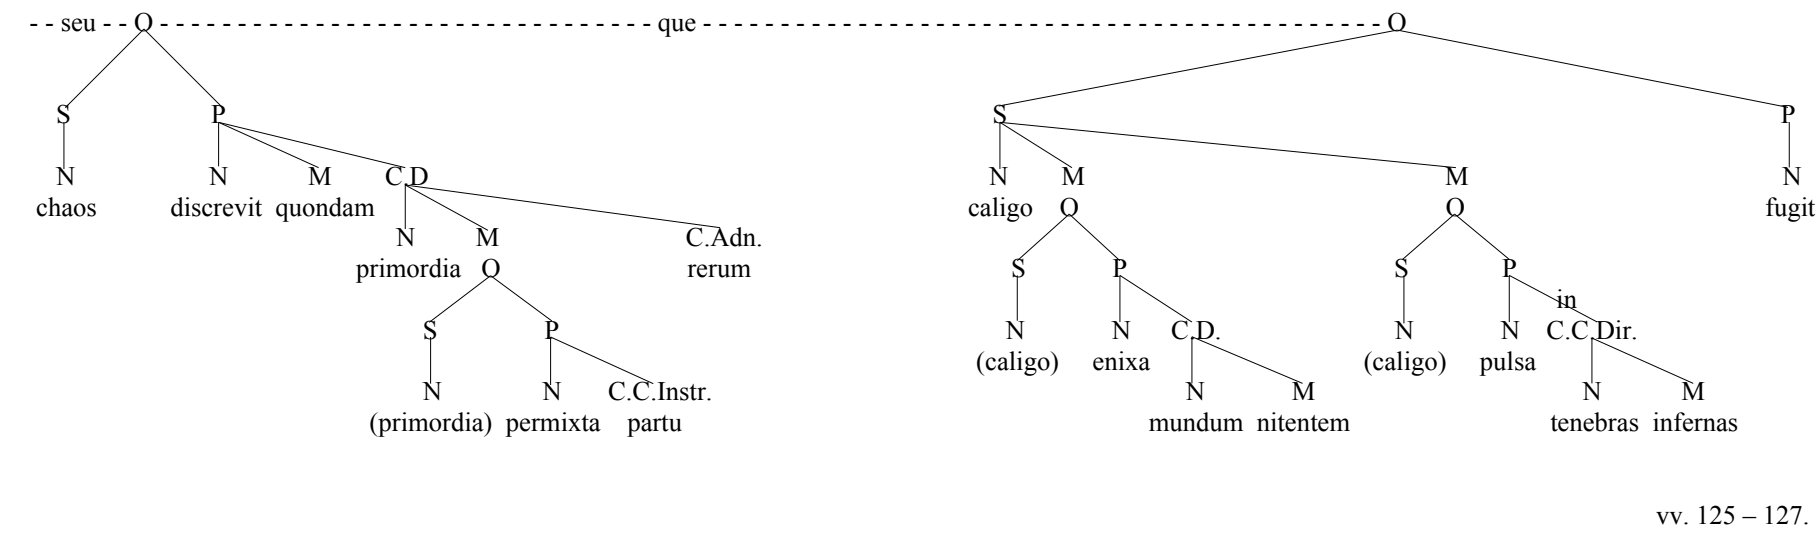 -- seu -- O -------------------------------- que -------------------------------------------- O
S P S P
N N M C.D N M M N
chaos discrevit quondam caligo O O fugit
N M C.Adn.
primordia O rerum S P S P
in
S P N N C.D. N N C.C.Dir.
(caligo) enixa (caligo) pulsa
N N C.C.Instr. N M N M
(primordia) permixta partu mundum nitentem tenebras infernas
vv. 125 – 127.